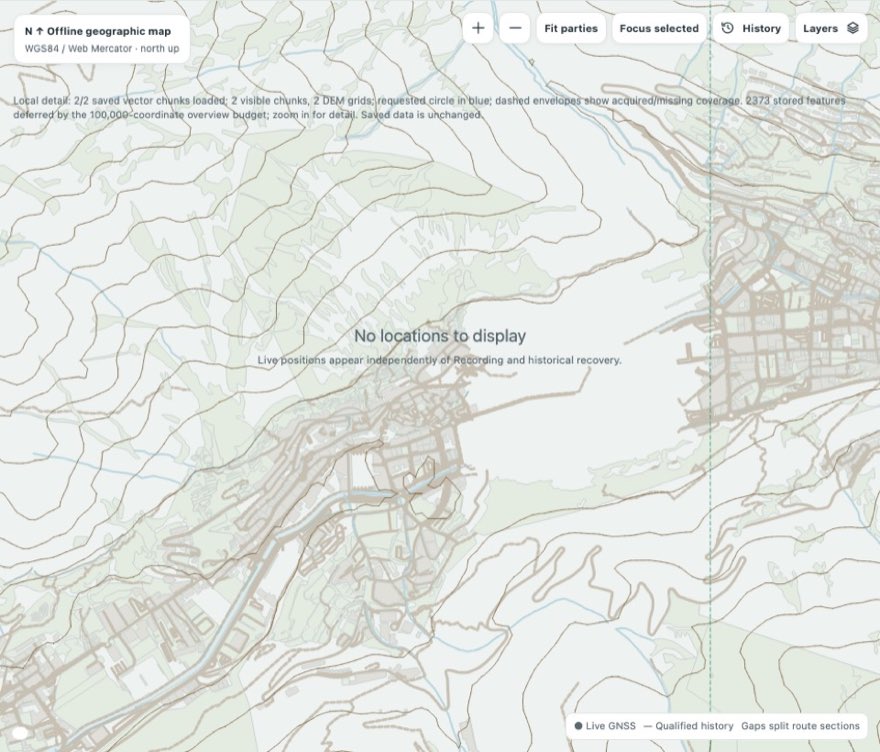 N ↑ Offline geographic map
WGS84 / Web Mercator · north up
+ − Fit parties Focus selected History Layers
Local detail: 2/2 saved vector chunks loaded; 2 visible chunks, 2 DEM grids; requested circle in blue; dashed envelopes show acquired/missing coverage. 2373 stored features
deferred by the 100,000-coordinate overview budget; zoom in for detail. Saved data is unchanged.
No locations to display
Live positions appear independently of Recording and historical recovery.
Live GNSS — Qualified history Gaps split route sections